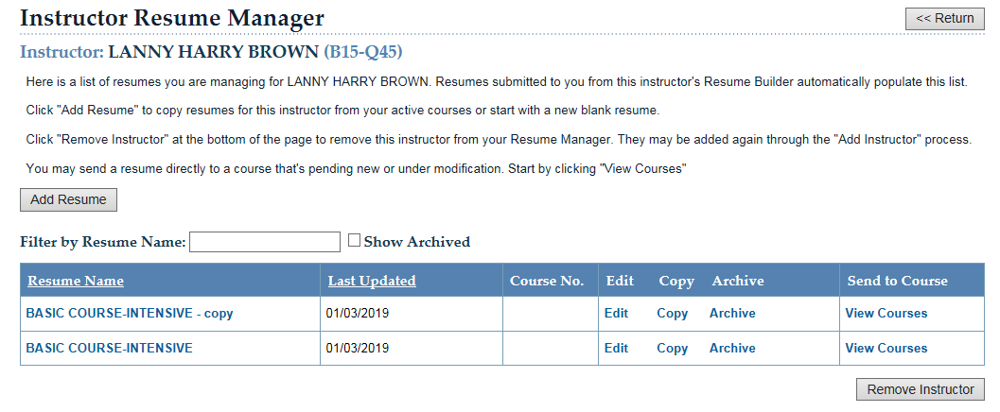 Instructor Resume Manager
<< Return
Instructor: LANNY HARRY BROWN (B15-Q45)
Here is a list of resumes you are managing for LANNY HARRY BROWN. Resumes submitted to you from this instructor's Resume Builder automatically populate this list.
Click "Add Resume" to copy resumes for this instructor from your active courses or start with a new blank resume.
Click "Remove Instructor" at the bottom of the page to remove this instructor from your Resume Manager. They may be added again through the "Add Instructor" process.
You may send a resume directly to a course that's pending new or under modification. Start by clicking "View Courses"
Add Resume
Filter by Resume Name: Show Archived
Resume Name Last Updated Course No. Edit Copy Archive Send to Course
BASIC COURSE-INTENSIVE - copy 01/03/2019 Edit Copy Archive View Courses
BASIC COURSE-INTENSIVE 01/03/2019 Edit Copy Archive View Courses
Remove Instructor